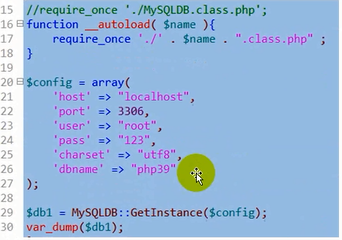 15 //require_once './MySQLDB.class.php';
16 function __autoload( $name ){
17 require_once './' . $name . ".class.php" ;
18 }
19
20 $config = array(
21 'host' => "localhost",
22 'port' => 3306,
23 'user' => "root",
24 'pass' => "123",
25 'charset' => "utf8",
26 'dbname' => "php39"
27 );
28
29 $db1 = MySQLDB::GetInstance($config);
30 var_dump($db1);